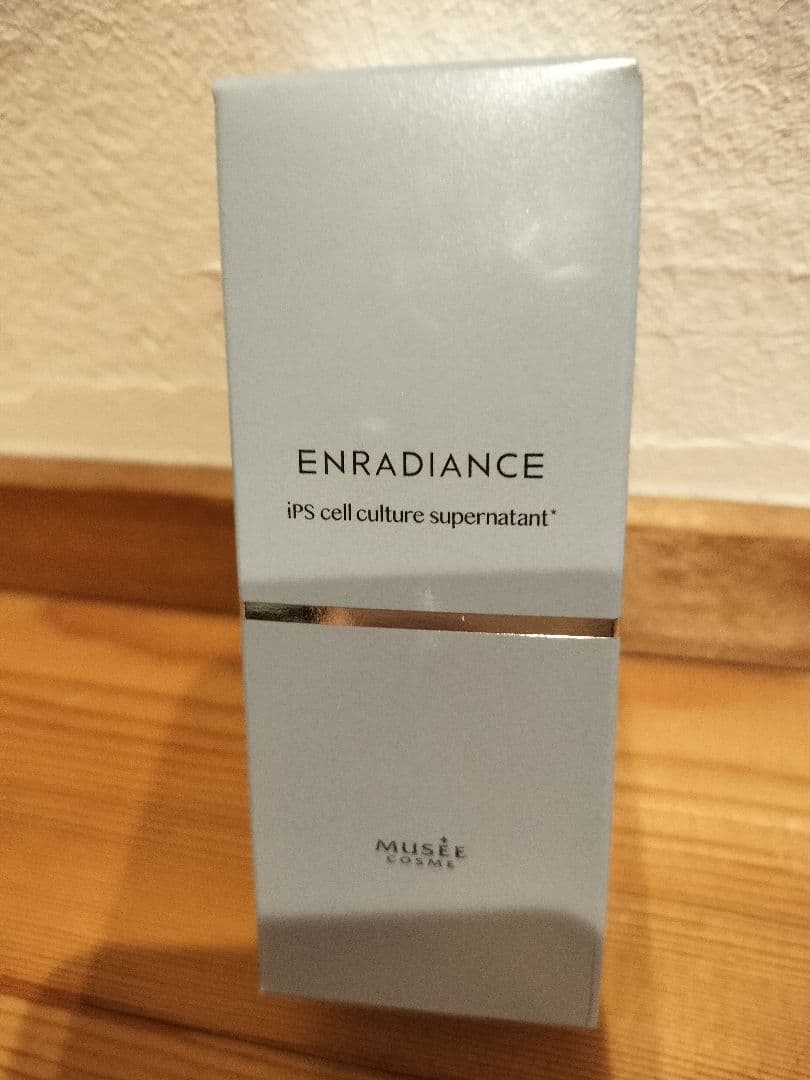 ENRADIANCE
iPS cell culture supernatant*
MUSÉE
COSME